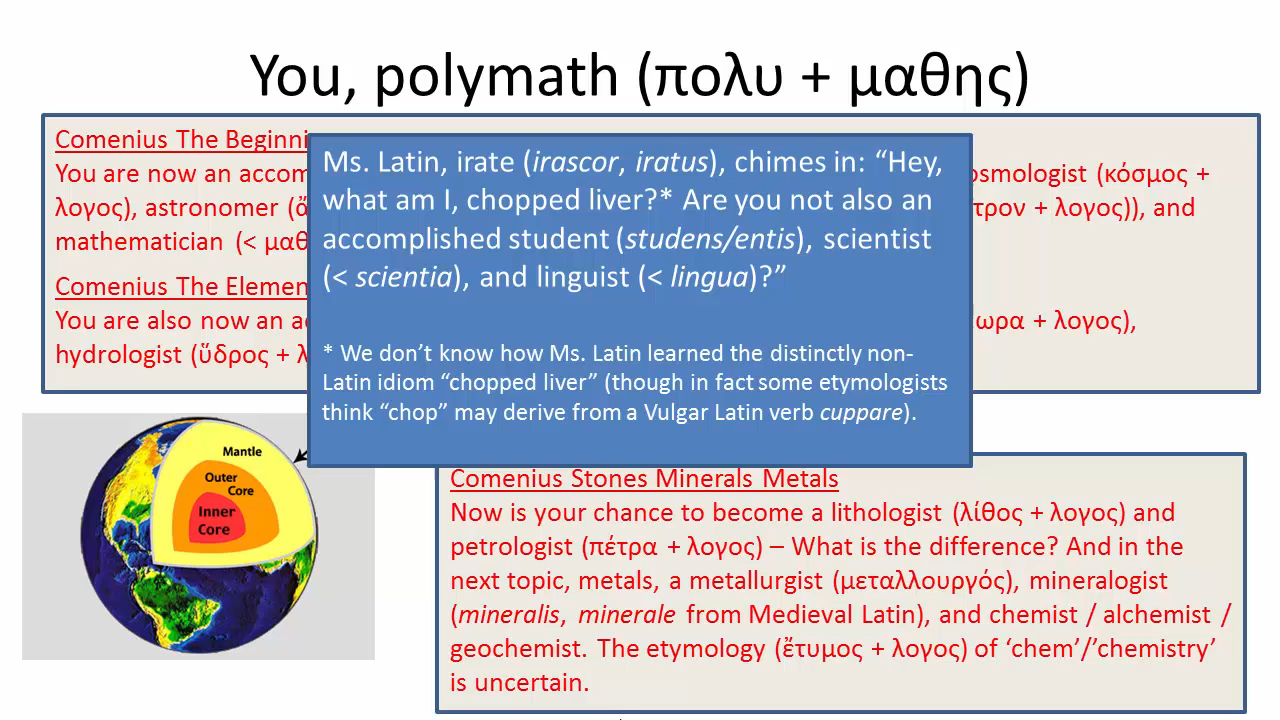 You, polymath (πολυ + μαθης)
Comenius The Beginni
You are now an accom
osmologist (κόσμος +
λογος), astronomer (ἄ
τρον + λογος)), and
mathematician (< μαθ
Comenius The Elemen
You are also now an a
ωρα + λογος),
hydrologist (ὕδρος + λ
Ms. Latin, irate (irascor, iratus), chimes in: “Hey,
what am I, chopped liver?* Are you not also an
accomplished student (studens/entis), scientist
(< scientia), and linguist (< lingua)?”
* We don’t know how Ms. Latin learned the distinctly non-
Latin idiom “chopped liver” (though in fact some etymologists
think “chop” may derive from a Vulgar Latin verb cuppare).
Mantle
Outer
Core
Inner
Core
Comenius Stones Minerals Metals
Now is your chance to become a lithologist (λίθος + λογος) and
petrologist (πέτρα + λογος) – What is the difference? And in the
next topic, metals, a metallurgist (μεταλλουργός), mineralogist
(mineralis, minerale from Medieval Latin), and chemist / alchemist /
geochemist. The etymology (ἔτυμος + λογος) of ‘chem’/’chemistry’
is uncertain.